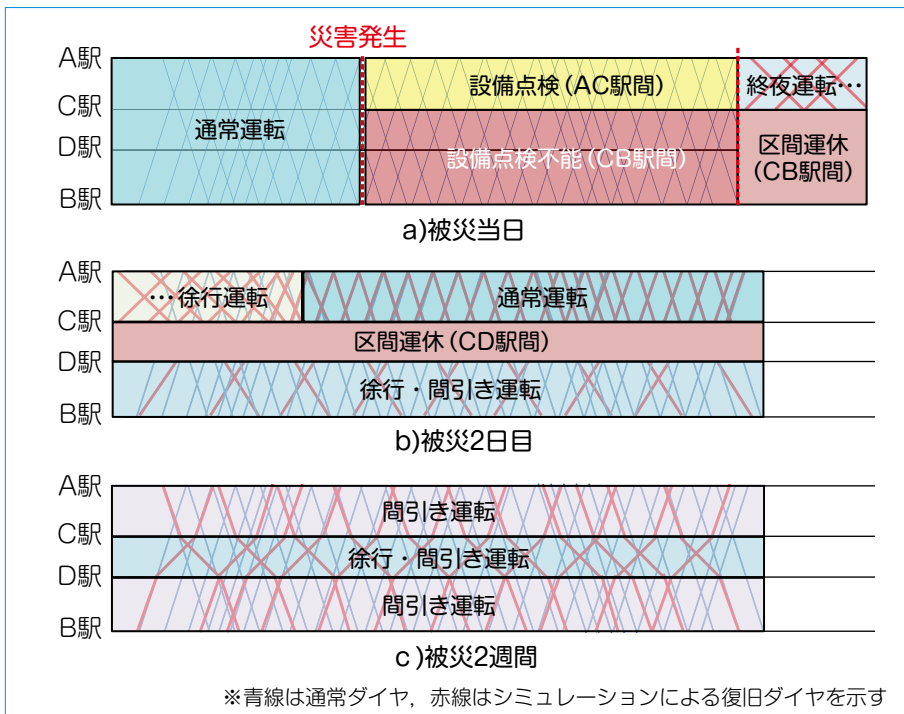 災害発生
A駅
C駅
D駅
B駅
通常運転
設備点検(AC駅間)
設備点検不能(CB駅間)
終夜運転…
区間運休
(CB駅間)
a)被災当日
A駅
C駅
D駅
B駅
…徐行運転
通常運転
区間運休(CD駅間)
徐行・間引き運転
b)被災2日目
A駅
C駅
D駅
B駅
間引き運転
徐行・間引き運転
間引き運転
c)被災2週間
※青線は通常ダイヤ，赤線はシミュレーションによる復旧ダイヤを示す